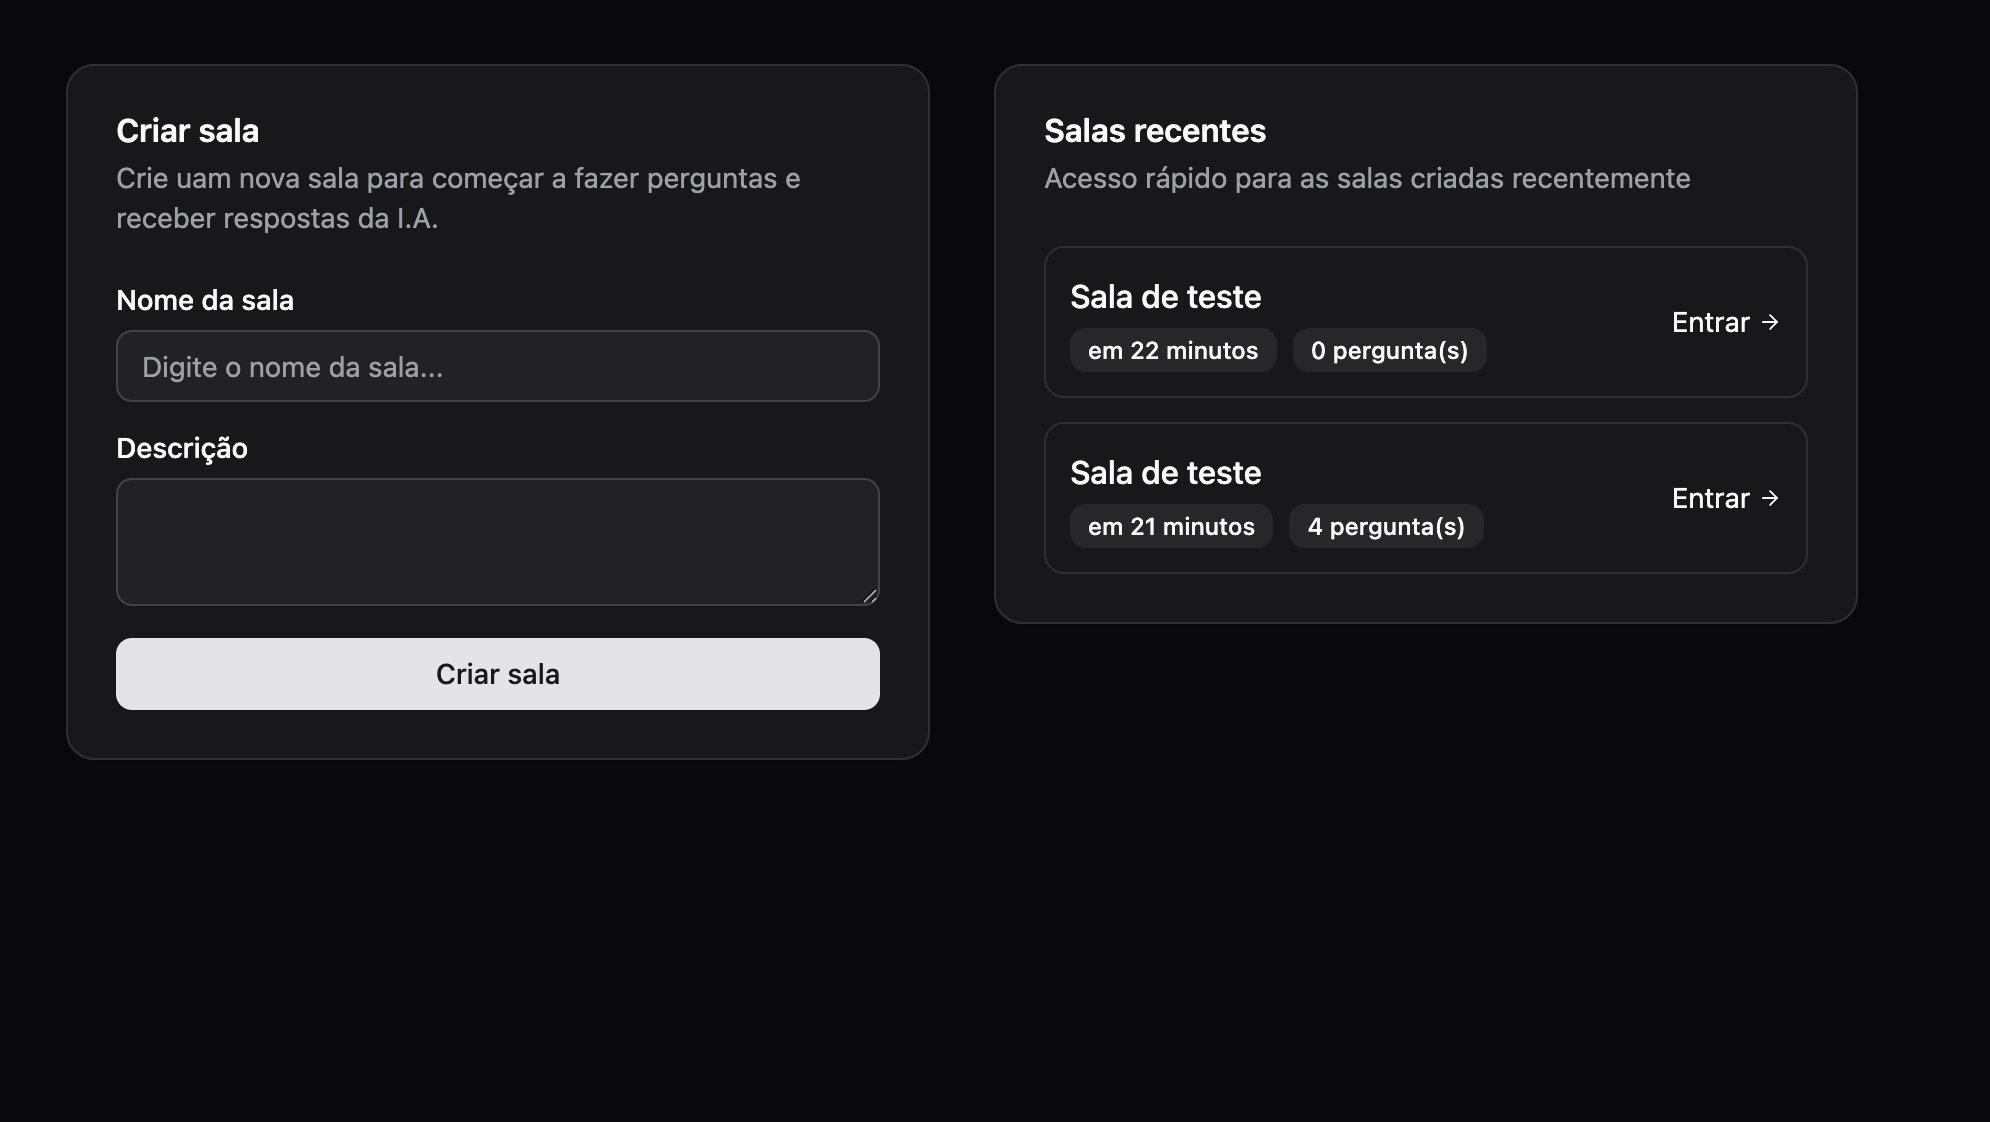 Criar sala
Crie uam nova sala para começar a fazer perguntas e
receber respostas da I.A.
Nome da sala
Digite o nome da sala...
Descrição
Criar sala
Salas recentes
Acesso rápido para as salas criadas recentemente
Sala de teste
em 22 minutos 0 pergunta(s)
Entrar →
Sala de teste
em 21 minutos 4 pergunta(s)
Entrar →